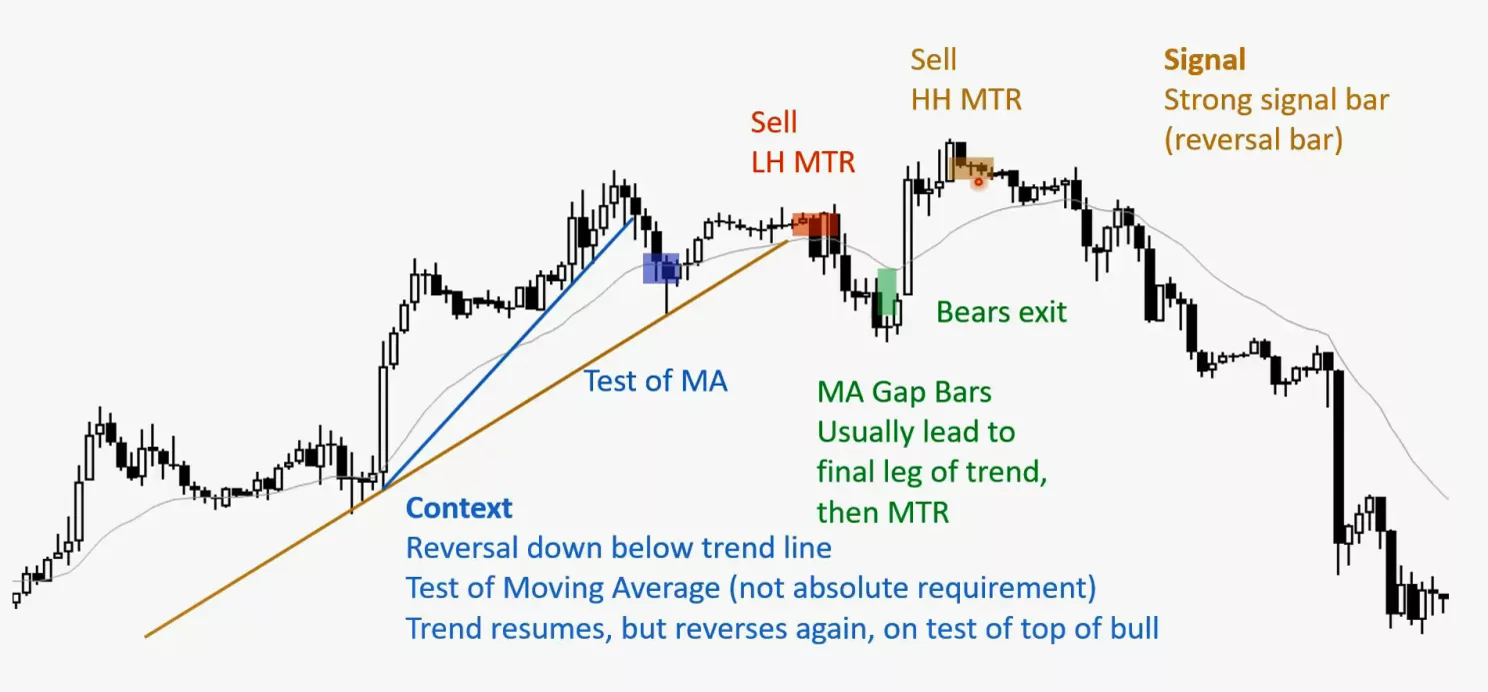 Sell
HH MTR
Signal
Strong signal bar
(reversal bar)
Sell
LH MTR
Bears exit
Test of MA
MA Gap Bars
Usually lead to
final leg of trend,
then MTR
Context
Reversal down below trend line
Test of Moving Average (not absolute requirement)
Trend resumes, but reverses again, on test of top of bull